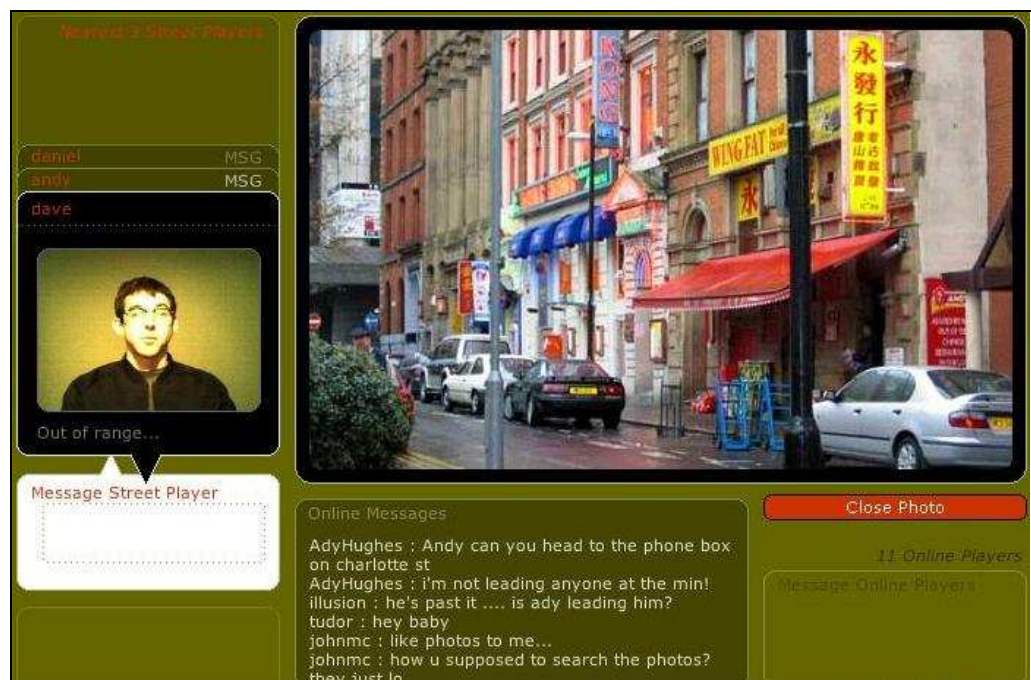 Nearest 3 Street Players
daniel MSG
andy MSG
dave
Out of range...
Message Street Player
KONG
WING FAT
永發行
永
Close Photo
11 Online Players
Message Online Players
Online Messages
AdyHughes : Andy can you head to the phone box
on charlotte st
AdyHughes : i'm not leading anyone at the min!
illusion : he's past it .... is ady leading him?
tudor : hey baby
johnmc : like photos to me...
johnmc : how u supposed to search the photos?
they just lo